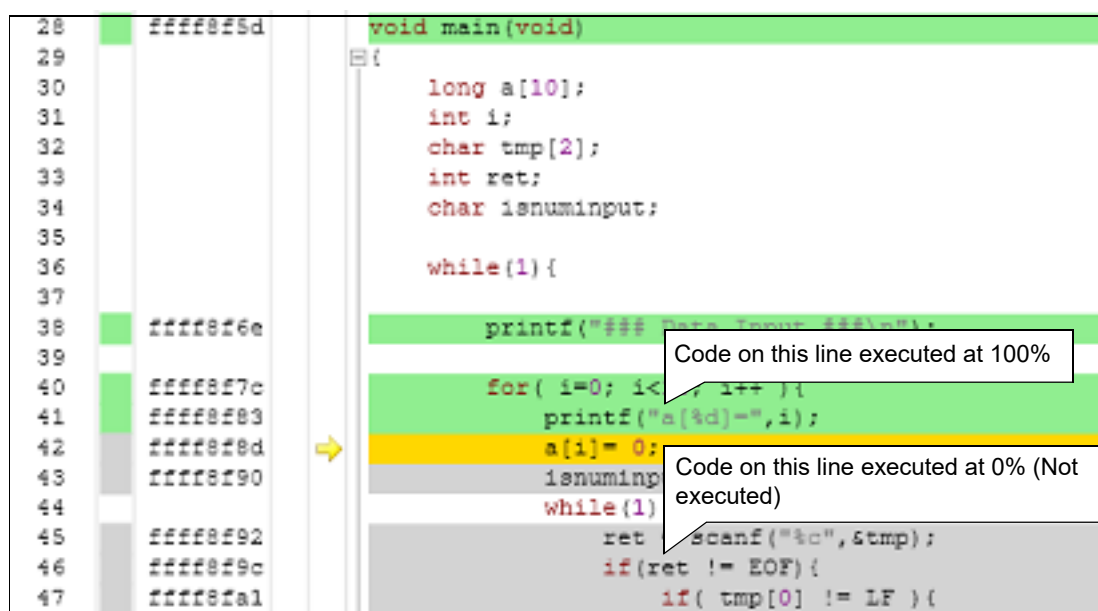 28 ffff8f5d void main(void)
29 {
30 long a[10];
31 int i;
32 char tmp[2];
33 int ret;
34 char isnuminput;
35
36 while(1){
37
38 ffff8f6e printf("### Data Input ###\n");
39
Code on this line executed at 100%
40 ffff8f7c for( i=0; i< i++ ){
41 ffff8f83 printf("a[%d]=",i);
42 ffff8f8d a[i]= 0;
43 ffff8f90 isnuminp
Code on this line executed at 0% (Not
executed)
44 while(1)
45 ffff8f92 ret scanf("%c",&tmp);
46 ffff8f9c if(ret != EOF){
47 ffff8fa1 if( tmp[0] != LF ){